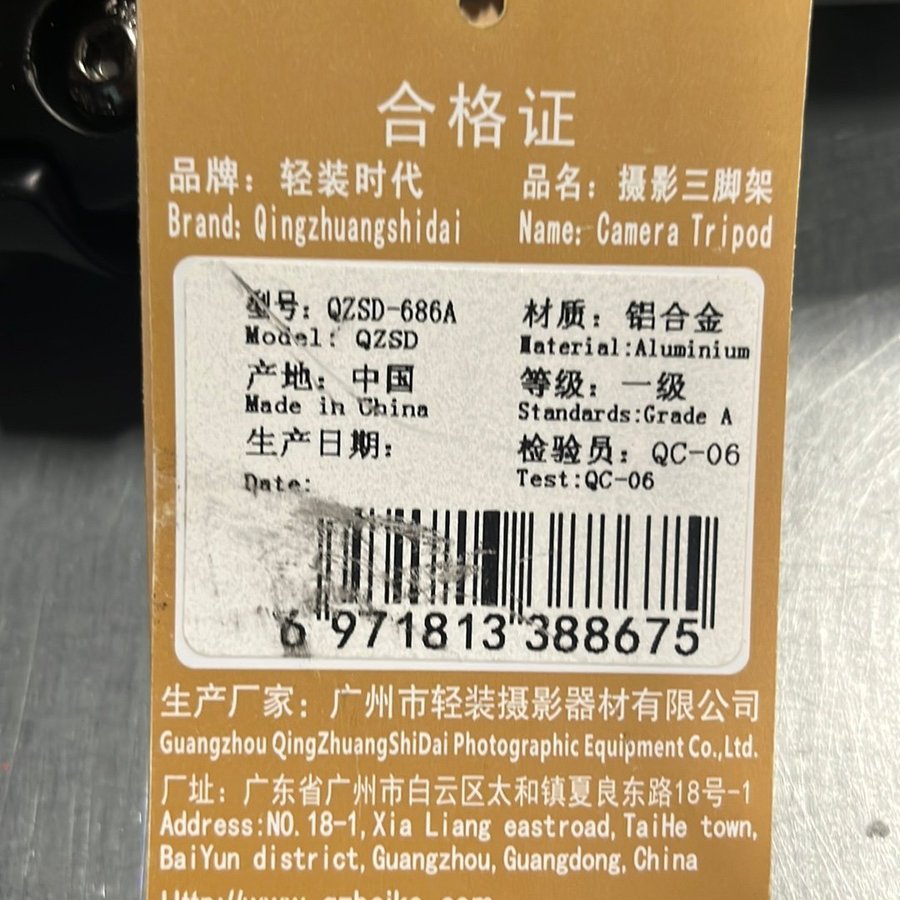 合格证
品牌：轻装时代 品名：摄影三脚架
Brand: Qingzhuangshidai Name: Camera Tripod
型号：QZSD-686A 材质：铝合金
Model: QZSD Material:Aluminium
产地：中国 等级：一级
Made in China Standards:Grade A
生产日期： 检验员：QC-06
Date: Test:QC-06
6 971813 388675
生产厂家：广州市轻装摄影器材有限公司
Guangzhou QingZhuangShiDai Photographic Equipment Co.,Ltd.
厂址：广东省广州市白云区太和镇夏良东路18号-1
Address:NO.18-1,Xia Liang eastroad,TaiHe town,
BaiYun district,Guangzhou,Guangdong,China